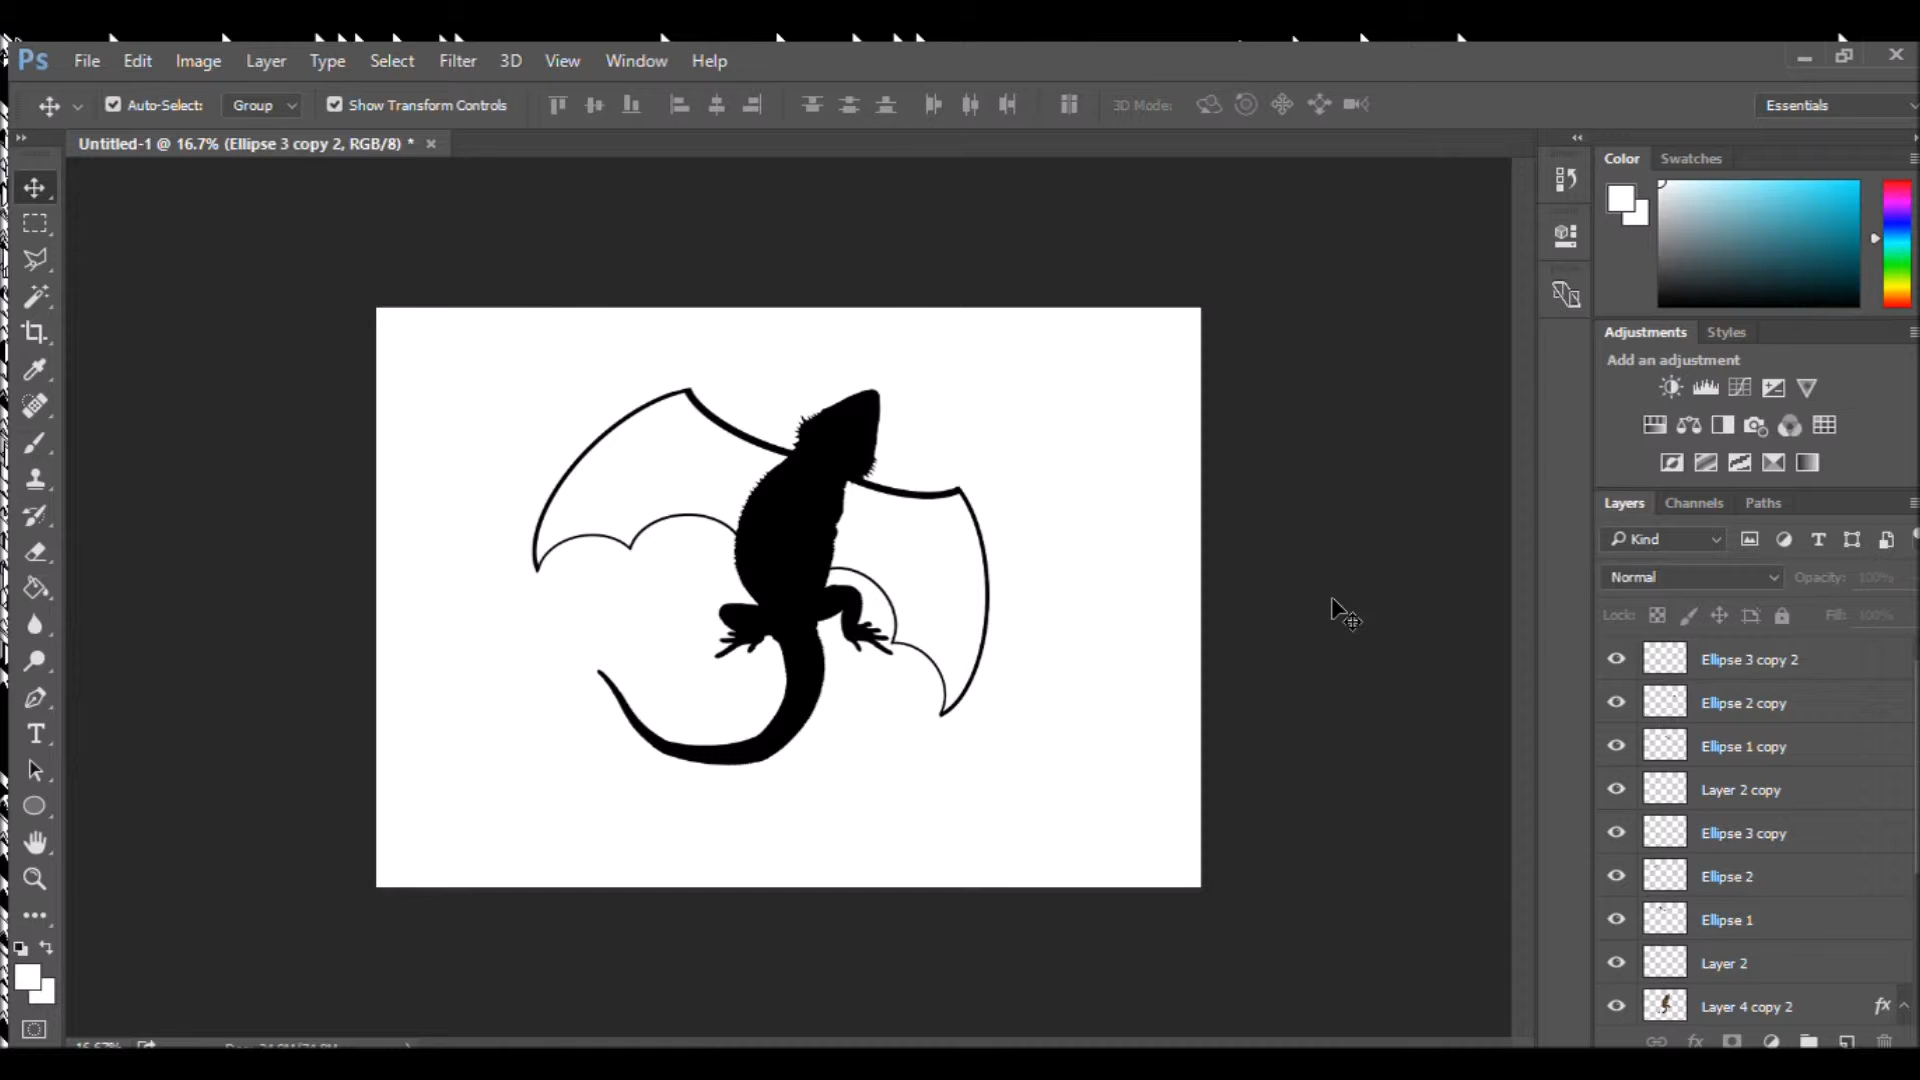 Ps File Edit Image Layer Type Select Filter 3D View Window Help
Auto-Select: Group Show Transform Controls 3D Mode: Essentials
Untitled-1 @ 16.7% (Ellipse 3 copy 2, RGB/8) *
Color Swatches
Adjustments Styles
Add an adjustment
Layers Channels Paths
Kind
Normal Opacity: 100%
Lock: Fill: 100%
Ellipse 3 copy 2
Ellipse 2 copy
Ellipse 1 copy
Layer 2 copy
Ellipse 3 copy
Ellipse 2
Ellipse 1
Layer 2
Layer 4 copy 2 fx